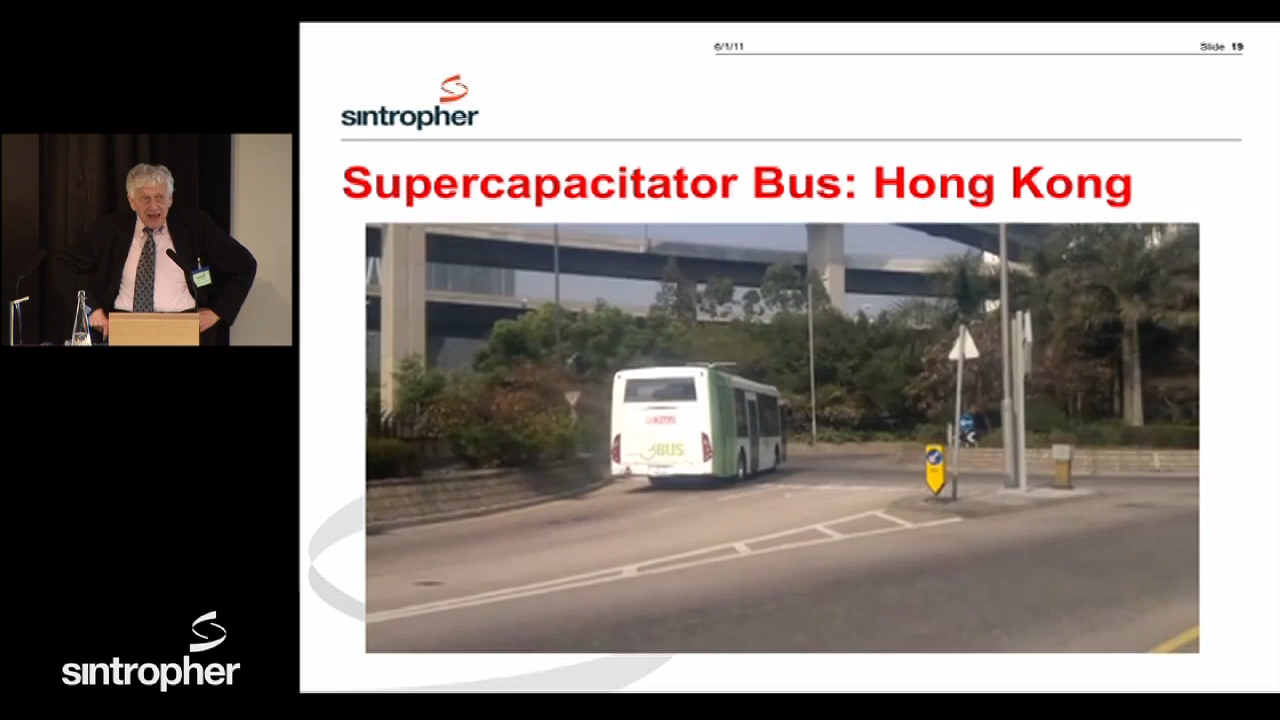 6/1/11
Slide 19
sintropher
Supercapacitator Bus: Hong Kong
BUS
sintropher